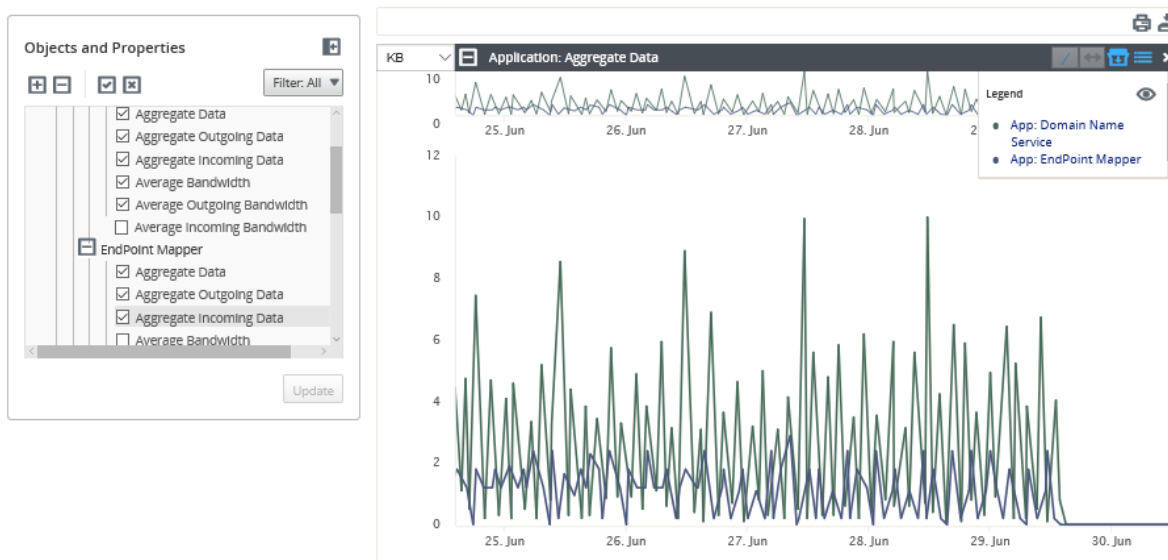 Objects and Properties
Filter: All
Aggregate Data
Aggregate Outgoing Data
Aggregate Incoming Data
Average Bandwidth
Average Outgoing Bandwidth
Average Incoming Bandwidth
EndPoint Mapper
Aggregate Data
Aggregate Outgoing Data
Aggregate Incoming Data
Average Bandwidth
Update
KB
Application: Aggregate Data
10
0
25. Jun
26. Jun
27. Jun
28. Jun
2
Legend
App: Domain Name
Service
App: EndPoint Mapper
12
10
8
6
4
2
0
25. Jun
26. Jun
27. Jun
28. Jun
29. Jun
30. Jun